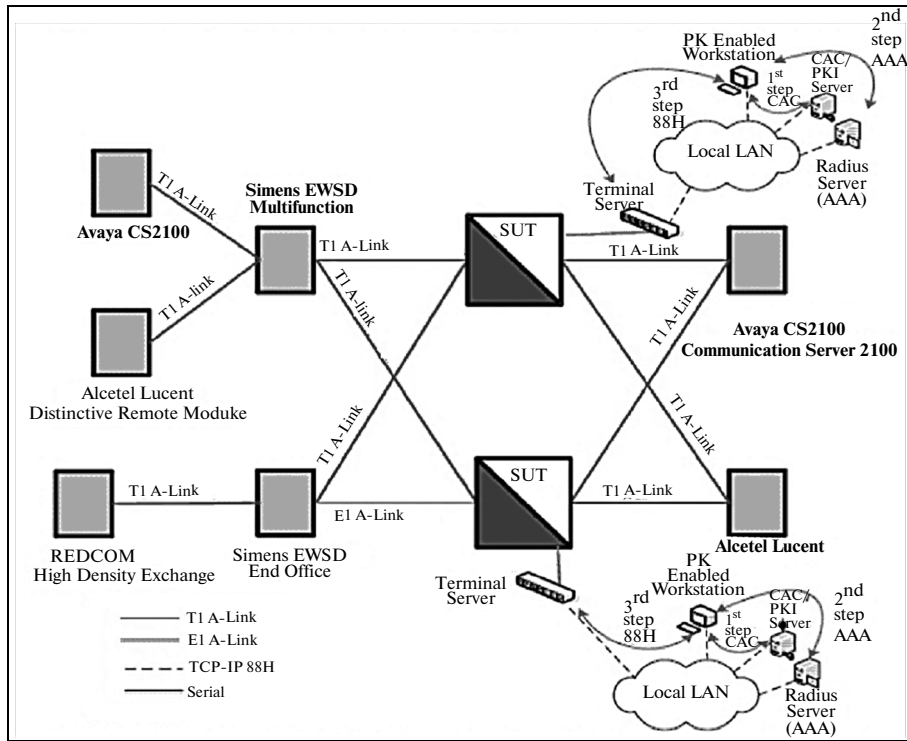 2nd
step
AAA
PK Enabled
Workstation
CAC/
PKI
Server
1st
step
CAC
3rd
step
88H
Local LAN
Radius
Server
(AAA)
Terminal
Server
T1 A-Link
Avaya CS2100
Simens EWSD
Multifunction
T1 A-Link
SUT
T1 A-Link
T1 A-link
T1 A-link
T1 A-Link
Avaya CS2100
Communication Server 2100
Alcetel Lucent
Distinctive Remote Moduke
T1 A-Link
T1 A-Link
SUT
T1 A-Link
E1 A-Link
T1 A-Link
REDCOM
High Density Exchange
Simens EWSD
End Office
Alcetel Lucent
Terminal
Server
PK
Enabled
Workstation
CAC/
PKI
Server
2nd
step
AAA
3rd
step
88H
1st
step
CAC
Local LAN
Radius
Server
(AAA)
T1 A-Link
E1 A-Link
TCP-IP 88H
Serial